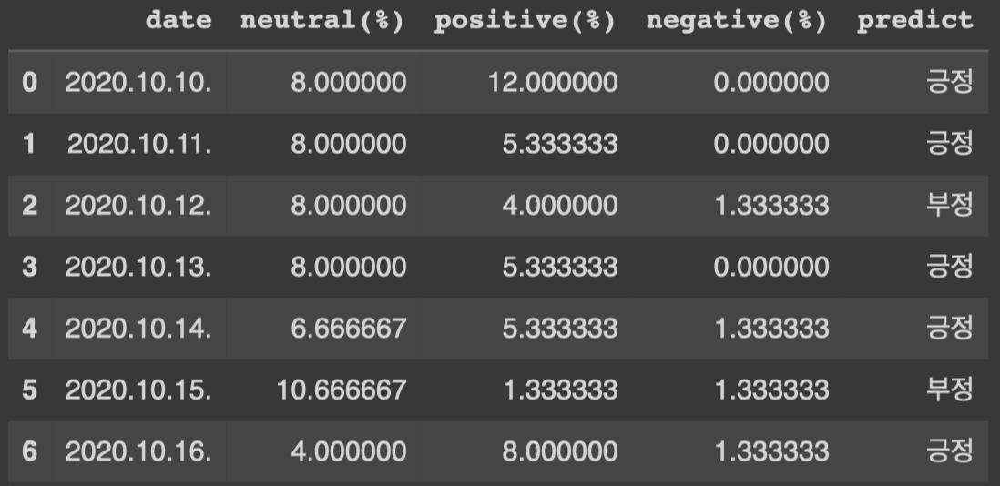 date neutral(%) positive(%) negative(%) predict
0 2020.10.10. 8.000000 12.000000 0.000000 긍정
1 2020.10.11. 8.000000 5.333333 0.000000 긍정
2 2020.10.12. 8.000000 4.000000 1.333333 부정
3 2020.10.13. 8.000000 5.333333 0.000000 긍정
4 2020.10.14. 6.666667 5.333333 1.333333 긍정
5 2020.10.15. 10.666667 1.333333 1.333333 부정
6 2020.10.16. 4.000000 8.000000 1.333333 긍정